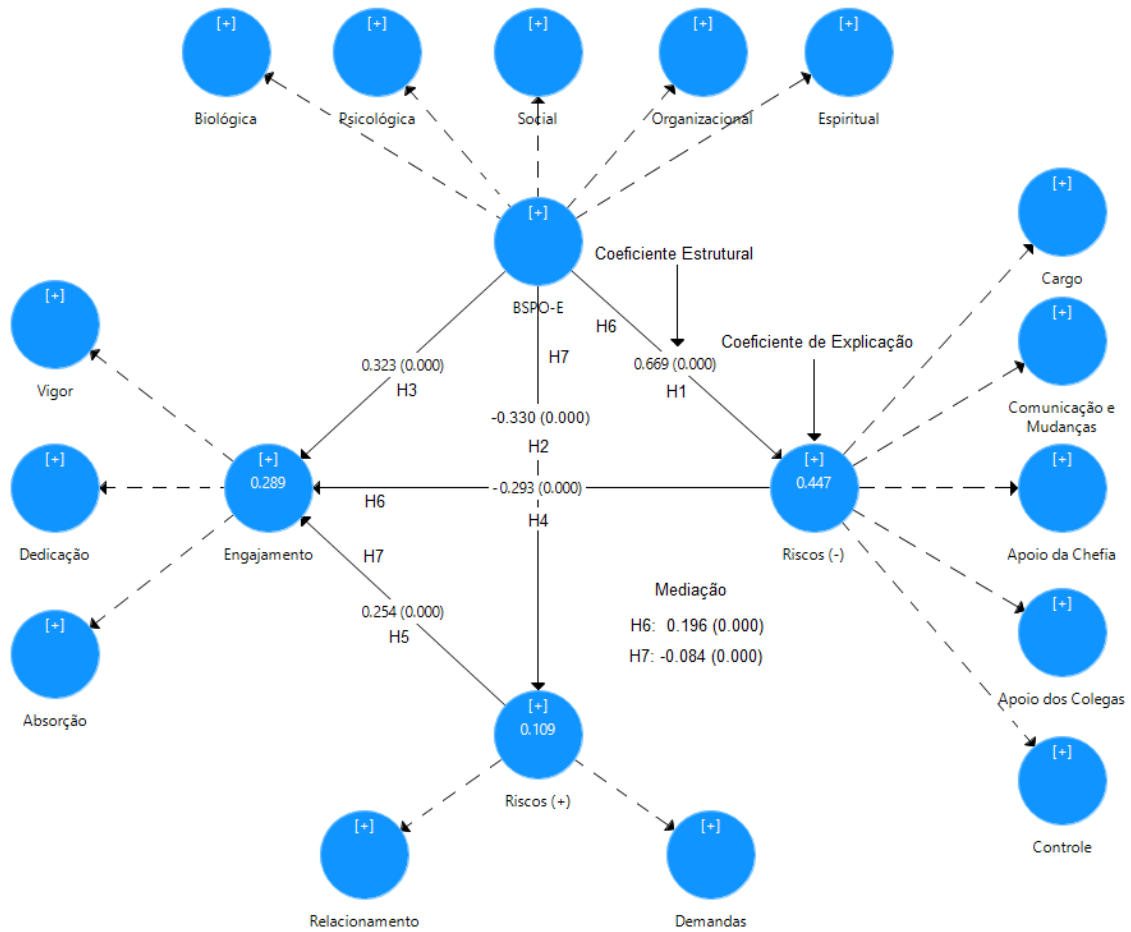 [+]
[+]
[+]
[+]
[+]
Biológica
Psicológica
Social
Organizacional
Espiritual
[+]
BSPO-E
Coeficiente Estrutural
Coeficiente de Explicação
H6
H7
0.323 (0.000)
H3
0.669 (0.000)
H1
-0.330 (0.000)
H2
-0.293 (0.000)
H6
H4
[+]
Vigor
[+]
Dedicação
[+]
Absorção
[+]
0.289
Engajamento
[+]
0.447
Riscos (-)
[+]
Cargo
[+]
Comunicação e
Mudanças
[+]
Apoio da Chefia
[+]
Apoio dos Colegas
[+]
Controle
H7
0.254 (0.000)
H5
Mediação
H6: 0.196 (0.000)
H7: -0.084 (0.000)
[+]
0.109
Riscos (+)
[+]
Relacionamento
[+]
Demandas